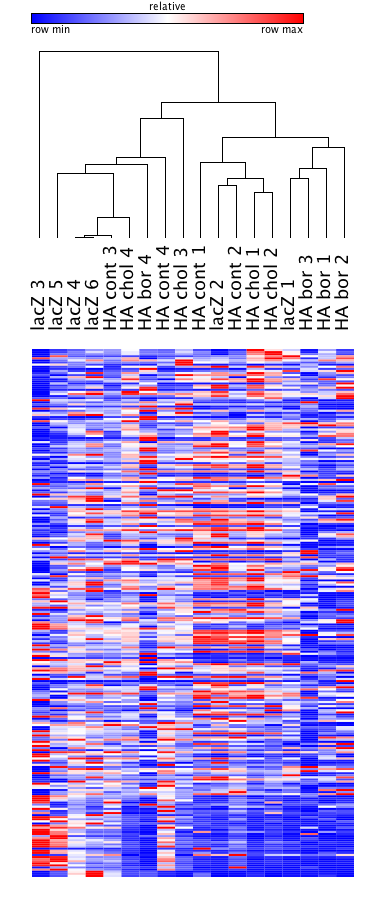 relative
row min row max
lacZ 3
lacZ 5
lacZ 4
lacZ 6
HA cont 3
HA chol 4
HA bor 4
HA cont 4
HA chol 3
HA cont 1
lacZ 2
HA cont 2
HA chol 1
HA chol 2
lacZ 1
HA bor 3
HA bor 1
HA bor 2